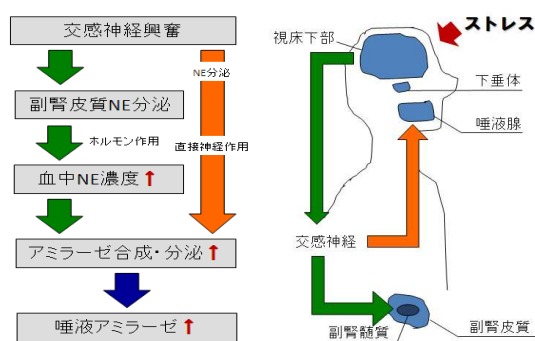 交感神経興奮
NE分泌
副腎皮質NE分泌
ホルモン作用
直接神経作用
血中NE濃度↑
アミラーゼ合成・分泌↑
唾液アミラーゼ↑
ストレス
視床下部
下垂体
唾液腺
交感神経
副腎髄質
副腎皮質